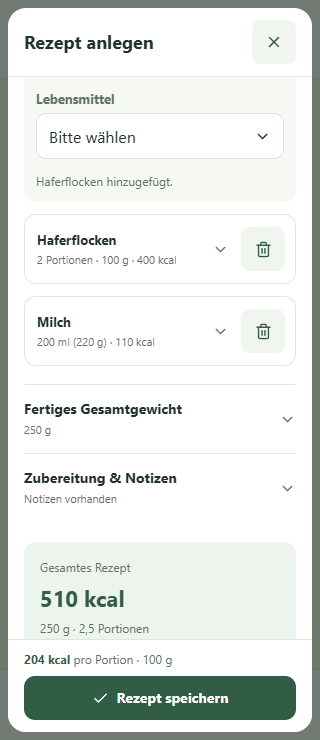 Rezept anlegen
Lebensmittel
Bitte wählen
Haferflocken hinzugefügt.
Haferflocken
2 Portionen · 100 g · 400 kcal
Milch
200 ml (220 g) · 110 kcal
Fertiges Gesamtgewicht
250 g
Zubereitung & Notizen
Notizen vorhanden
Gesamtes Rezept
510 kcal
250 g · 2,5 Portionen
204 kcal pro Portion · 100 g
Rezept speichern